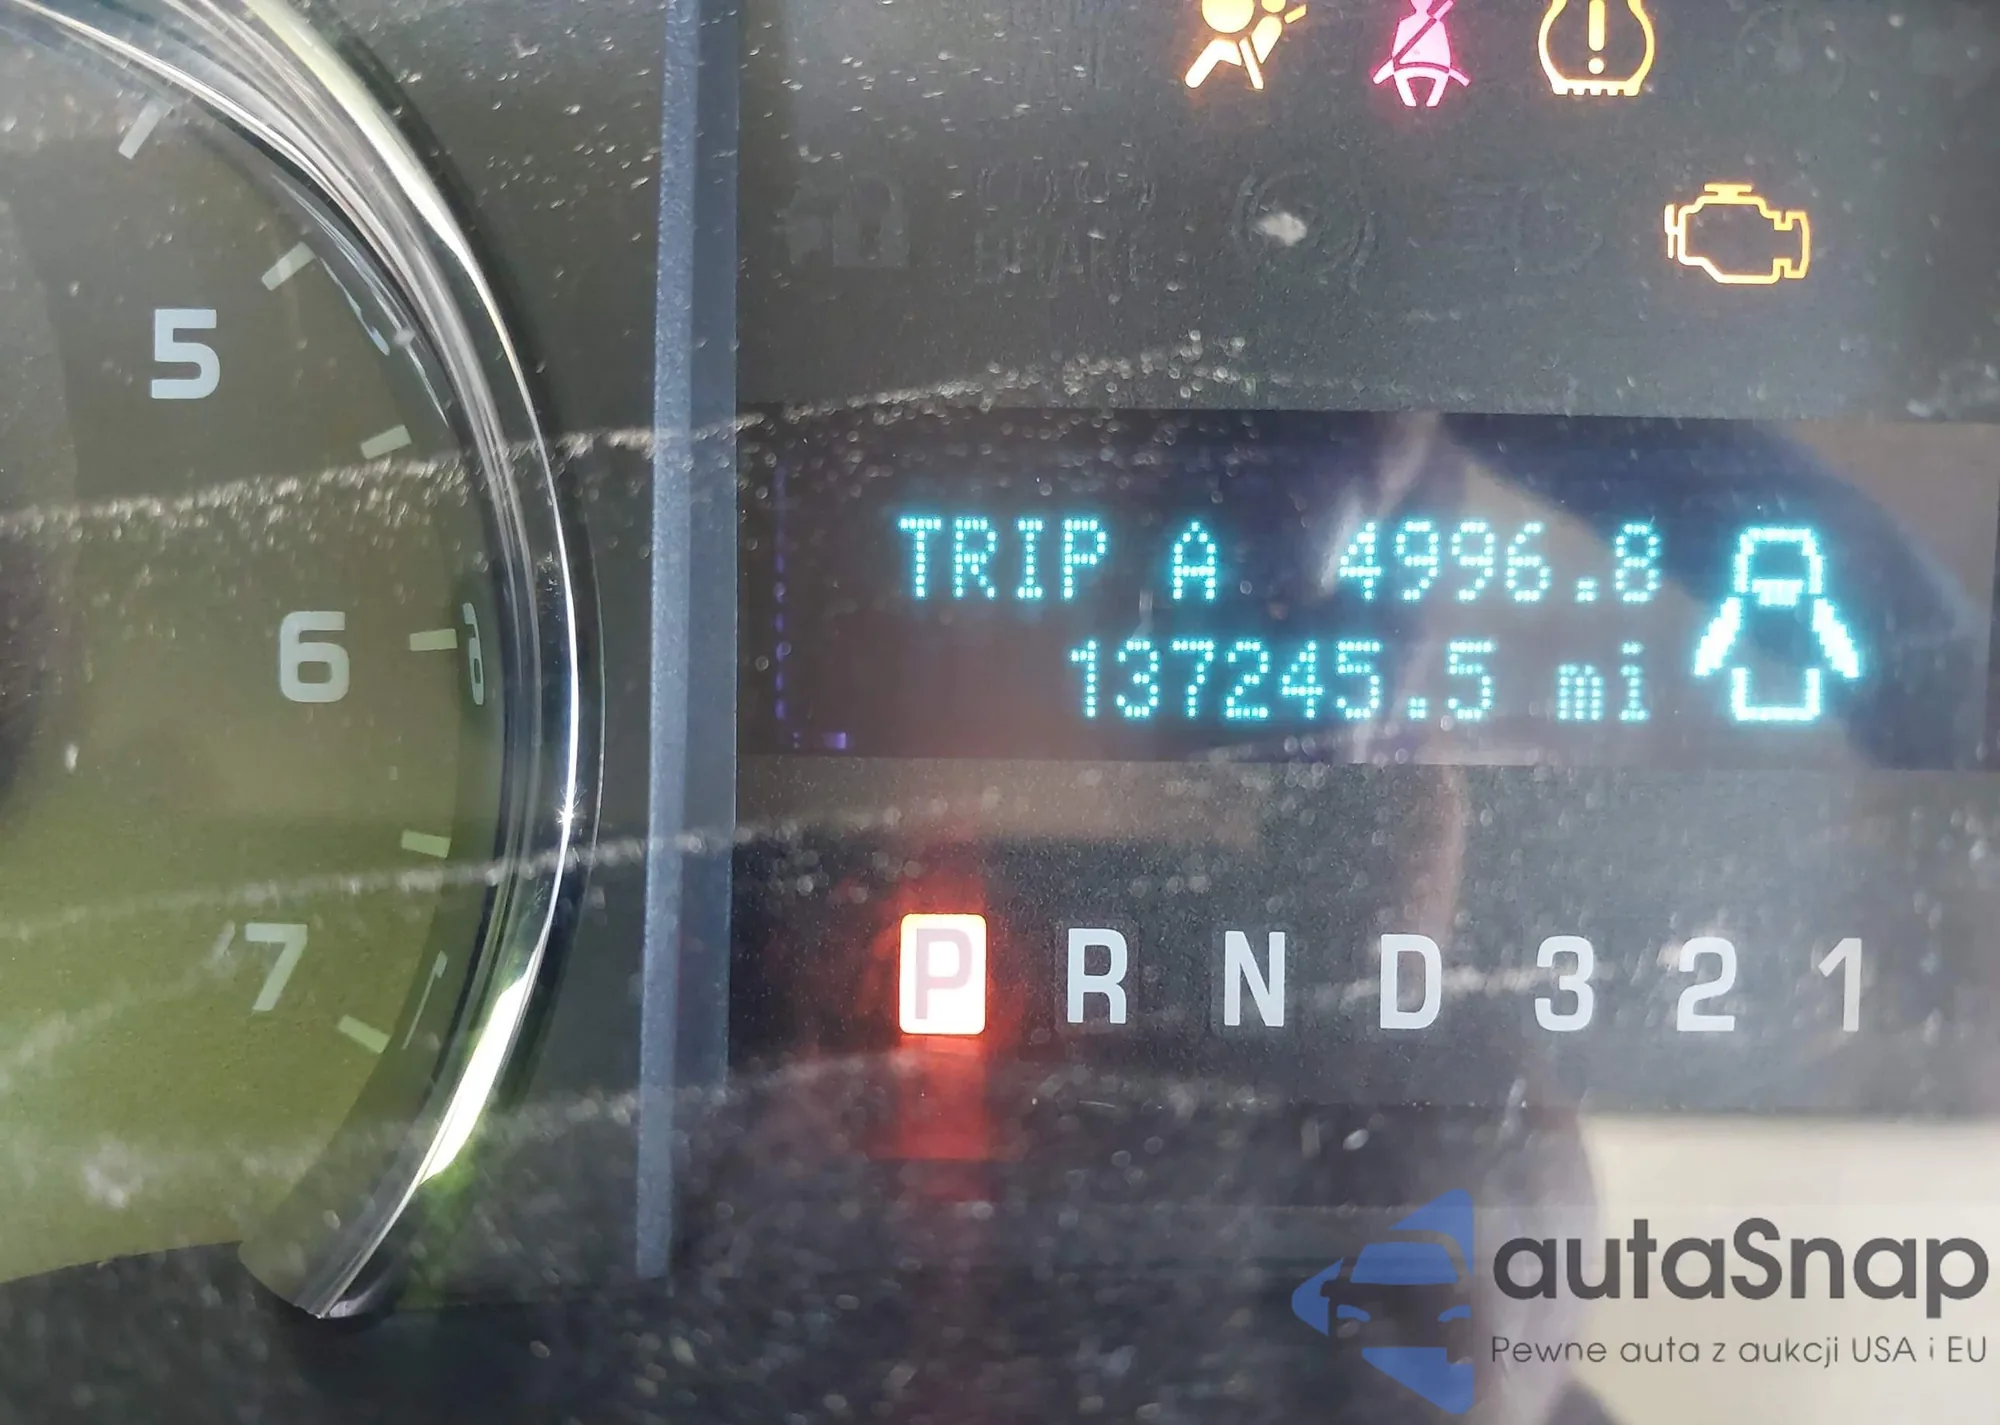 5
6
7
TRIP A 4996.8
137245.5 mi
P R N D 3 2 1
autaSnap
Pewne auta z aukcji USA i EU